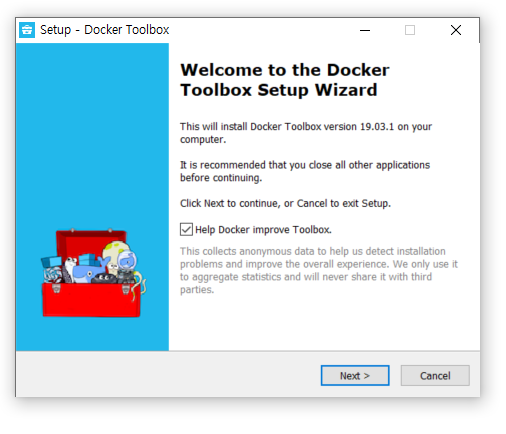 Setup - Docker Toolbox
Welcome to the Docker
Toolbox Setup Wizard
This will install Docker Toolbox version 19.03.1 on your
computer.
It is recommended that you close all other applications
before continuing.
Click Next to continue, or Cancel to exit Setup.
Help Docker improve Toolbox.
This collects anonymous data to help us detect installation
problems and improve the overall experience. We only use it
to aggregate statistics and will never share it with third
parties.
Next >
Cancel